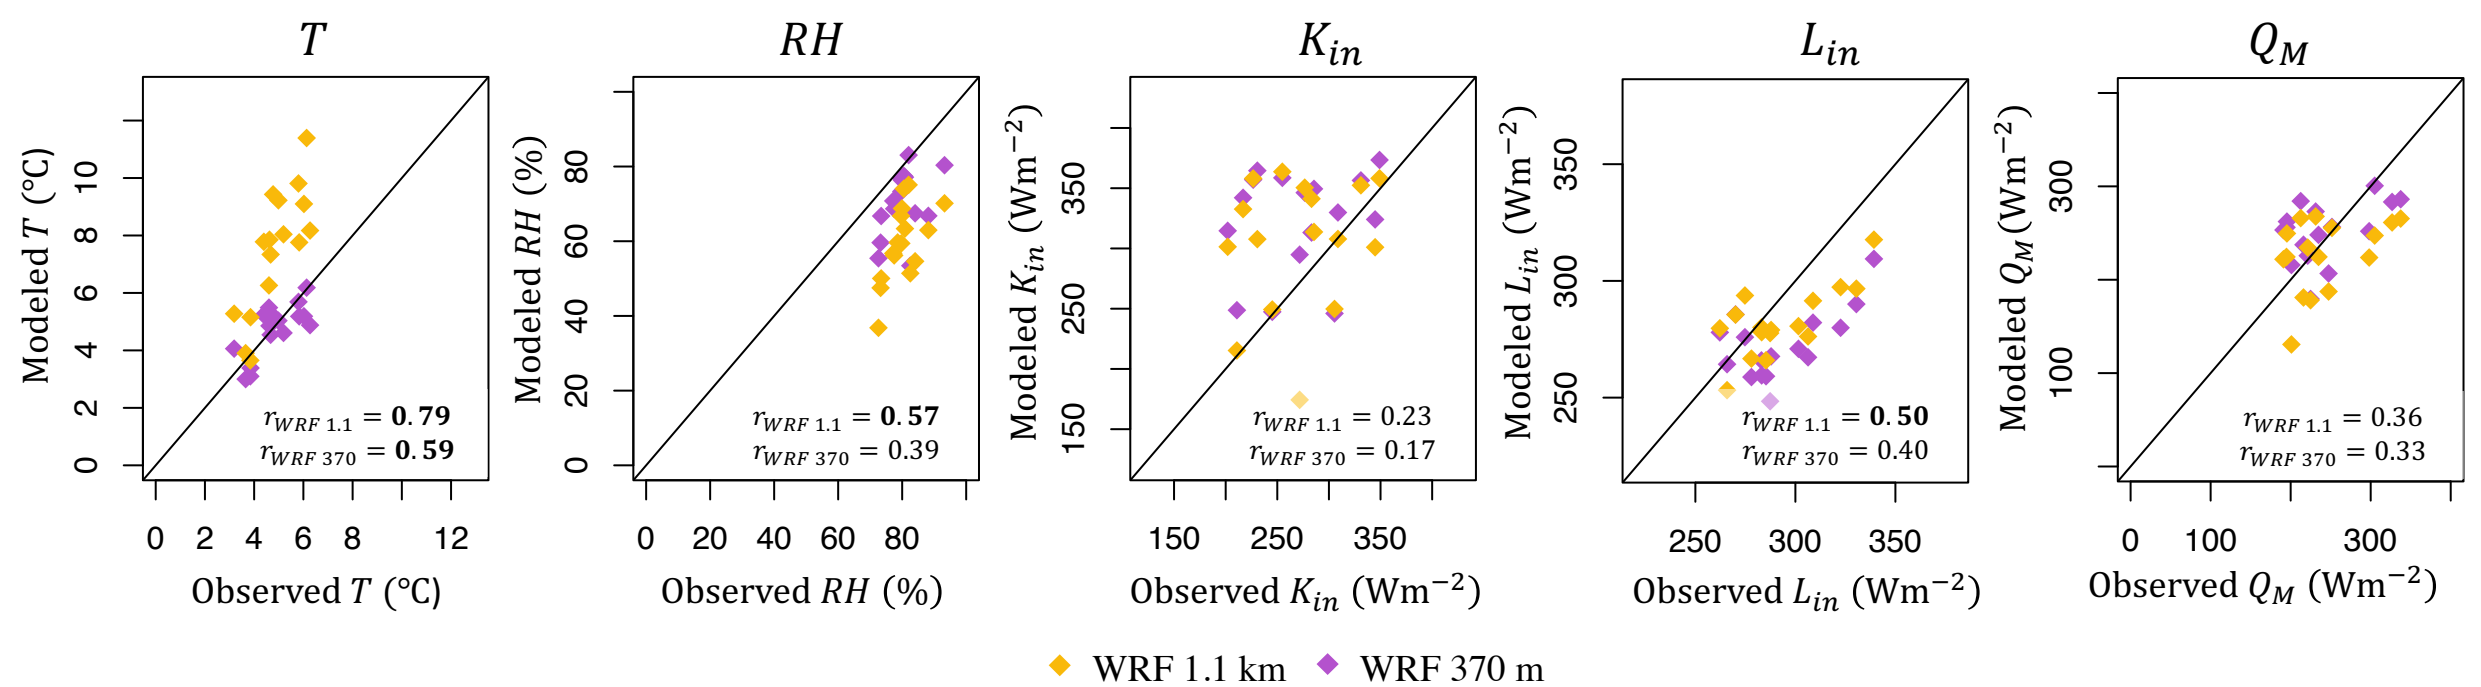 T
RH
K_in
L_in
Q_M
Modeled T (°C)
0 2 4 6 8 10
r_WRF 1.1 = 0.79
r_WRF 370 = 0.59
0 2 4 6 8 12
Observed T (°C)
Modeled RH (%)
0 20 40 60 80
r_WRF 1.1 = 0.57
r_WRF 370 = 0.39
0 20 40 60 80
Observed RH (%)
Modeled K_in (Wm⁻²)
150 250 350
r_WRF 1.1 = 0.23
r_WRF 370 = 0.17
150 250 350
Observed K_in (Wm⁻²)
Modeled L_in (Wm⁻²)
250 300 350
r_WRF 1.1 = 0.50
r_WRF 370 = 0.40
250 300 350
Observed L_in (Wm⁻²)
Modeled Q_M (Wm⁻²)
100 300
r_WRF 1.1 = 0.36
r_WRF 370 = 0.33
0 100 300
Observed Q_M (Wm⁻²)
WRF 1.1 km WRF 370 m